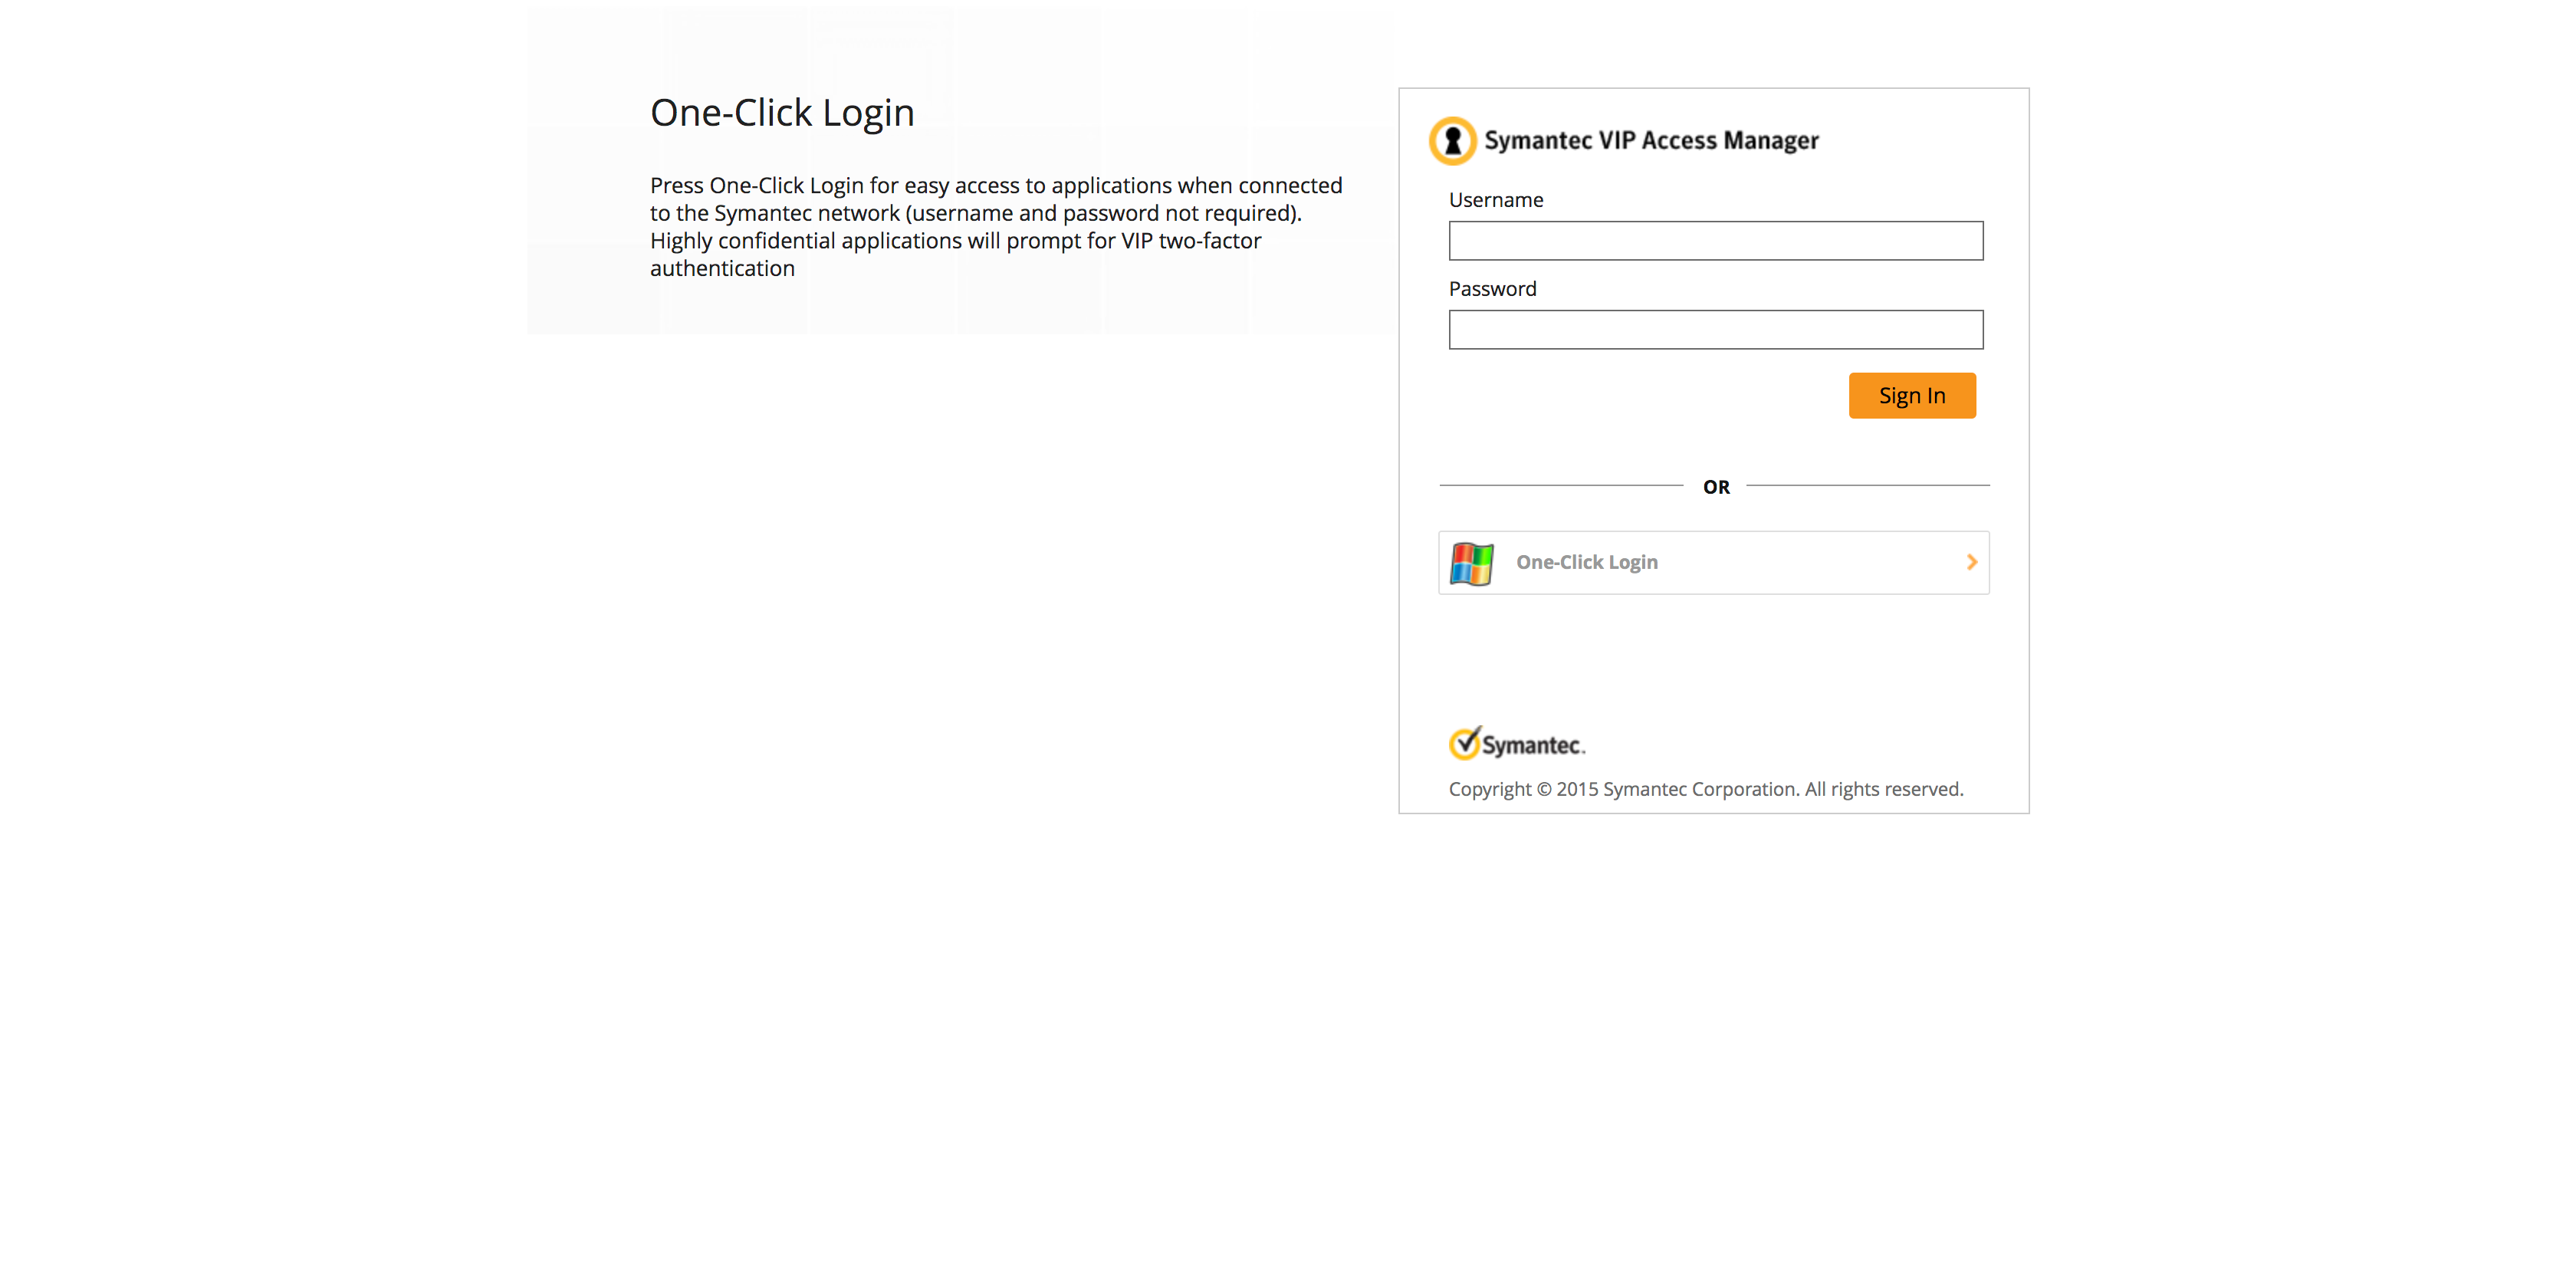 One-Click Login
Press One-Click Login for easy access to applications when connected
to the Symantec network (username and password not required).
Highly confidential applications will prompt for VIP two-factor
authentication
Symantec VIP Access Manager
Username
Password
Sign In
OR
One-Click Login
Symantec.
Copyright © 2015 Symantec Corporation. All rights reserved.